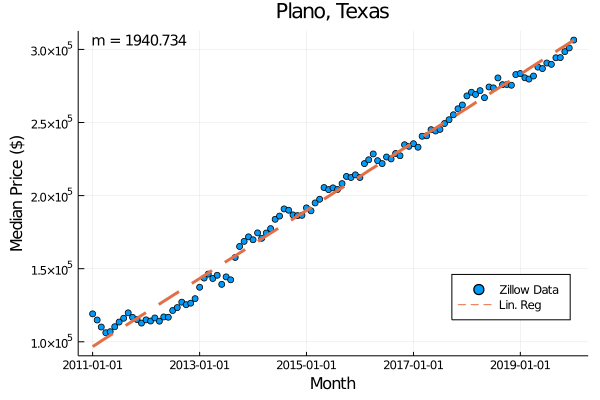 Plano, Texas
m = 1940.734
3.0×10⁵
2.5×10⁵
2.0×10⁵
1.5×10⁵
1.0×10⁵
Median Price ($)
Zillow Data
Lin. Reg
2011-01-01 2013-01-01 2015-01-01 2017-01-01 2019-01-01
Month